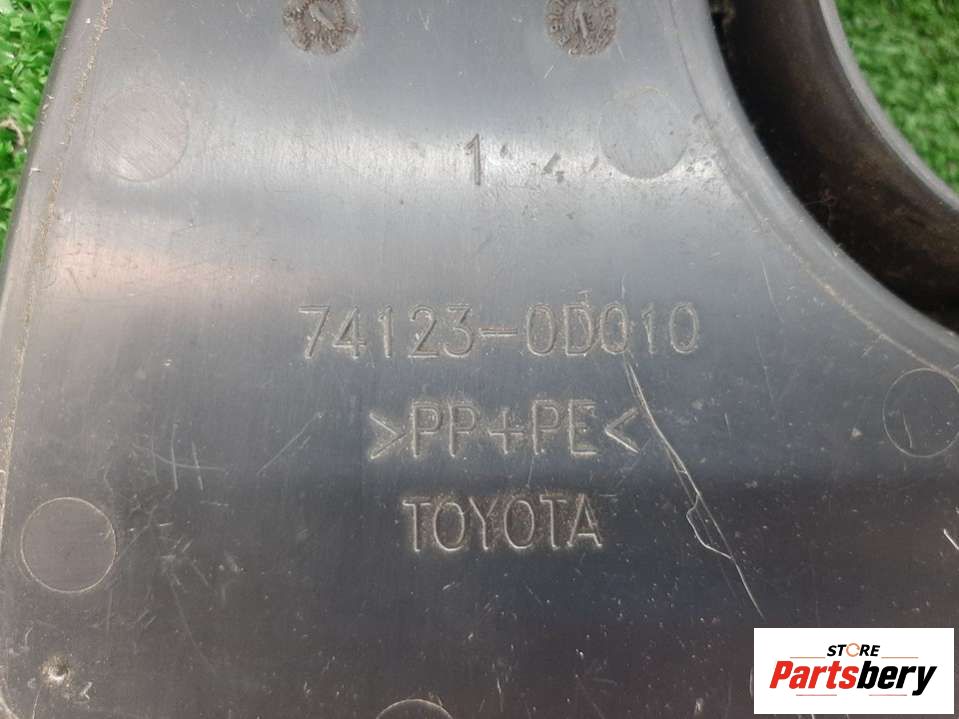 1
74123-0D010
>PP+PE<
TOYOTA
STORE
Partsbery